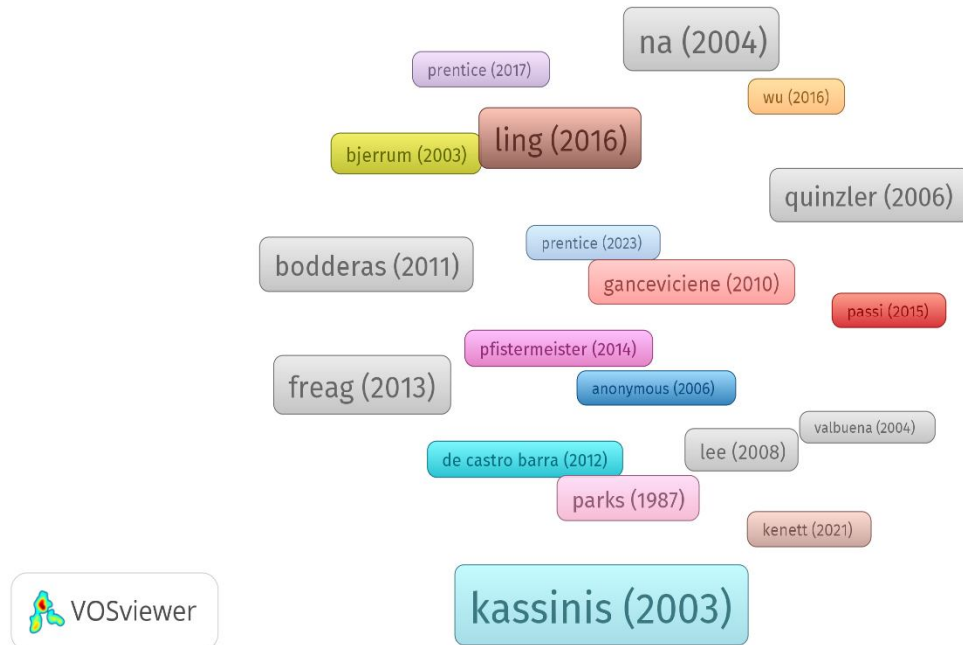 na (2004)
prentice (2017)
wu (2016)
ling (2016)
bjerrum (2003)
quinzler (2006)
prentice (2023)
bodderas (2011)
ganceviciene (2010)
passi (2015)
pfistermeister (2014)
freag (2013)
anonymous (2006)
valbuena (2004)
lee (2008)
de castro barra (2012)
parks (1987)
kenett (2021)
kassinis (2003)
VOSviewer